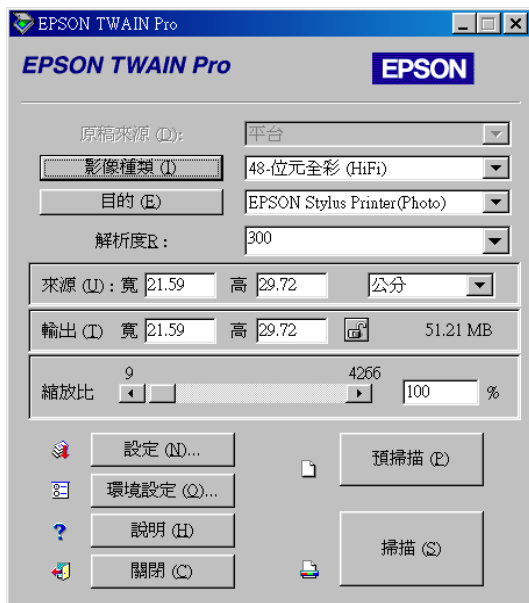 EPSON TWAIN Pro
EPSON TWAIN Pro EPSON
原稿來源 (D): 平台
影像種類 (I) 48-位元全彩 (HiFi)
目的 (E) EPSON Stylus Printer(Photo)
解析度R : 300
來源 (U) : 寬 21.59 高 29.72 公分
輸出 (T) 寬 21.59 高 29.72 51.21 MB
9 4266
縮放比 100 %
設定 (N)... 預掃描 (P)
環境設定 (O)...
說明 (H)
掃描 (S)
關閉 (C)